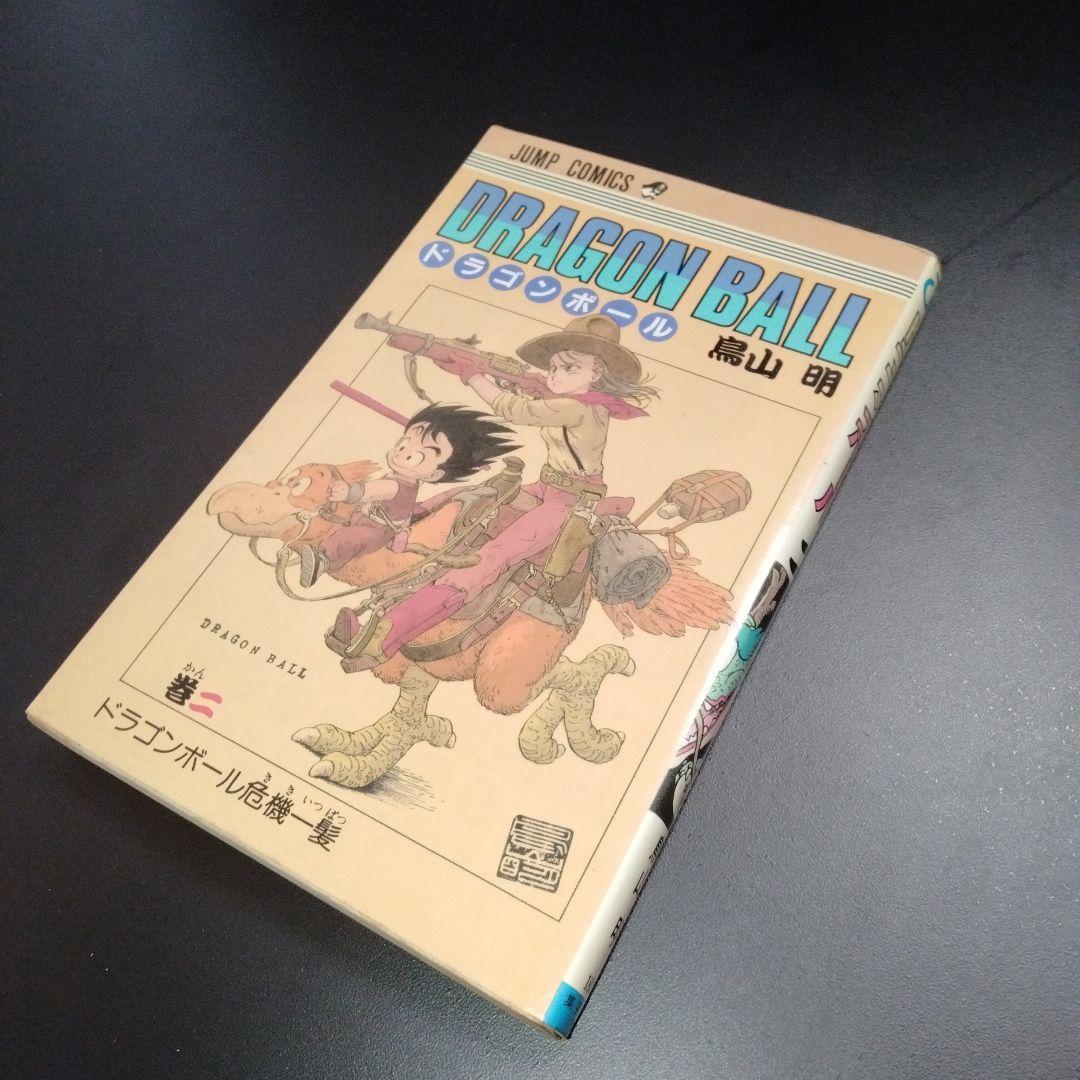 JUMP COMICS
DRAGON BALL
ドラゴンボール
鳥山 明
DRAGON BALL
かん
巻二
ききいっぱつ
ドラゴンボール危機一髪
集